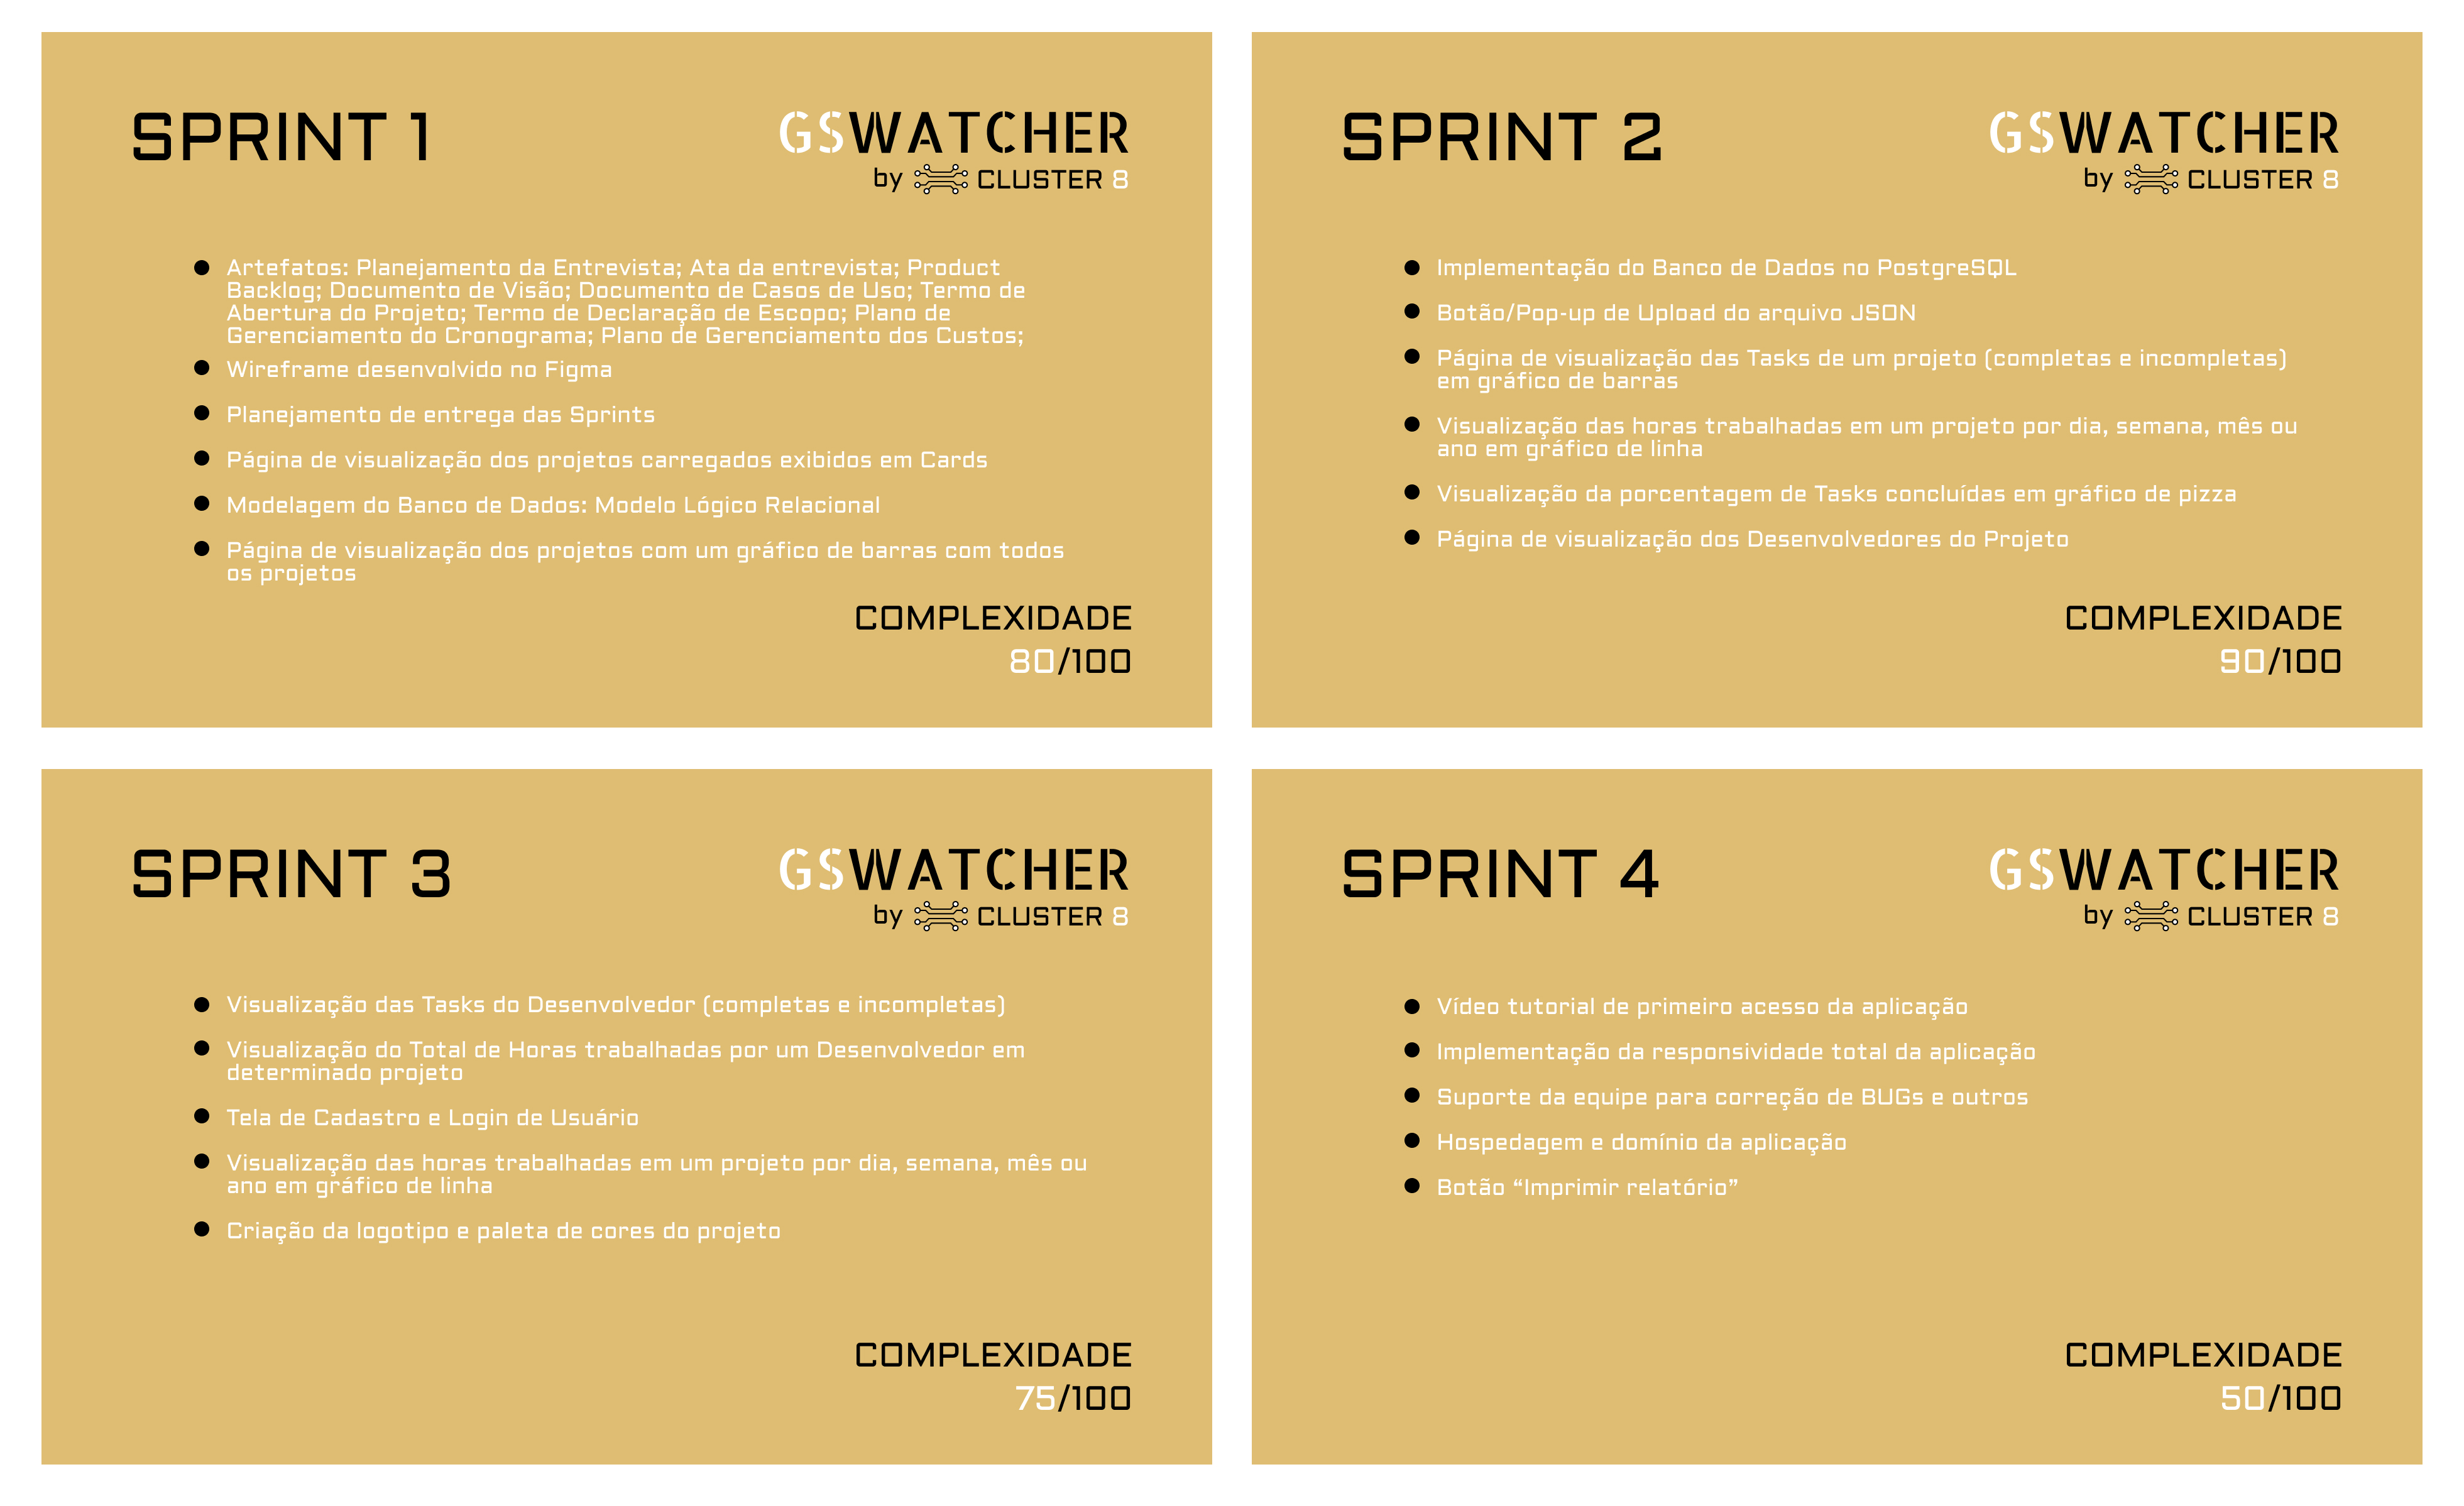 SPRINT 1
GSWATCHER
by CLUSTER 8
Artefatos: Planejamento da Entrevista; Ata da entrevista; Product
Backlog; Documento de Visão; Documento de Casos de Uso; Termo de
Abertura do Projeto; Termo de Declaração de Escopo; Plano de
Gerenciamento do Cronograma; Plano de Gerenciamento dos Custos;
Wireframe desenvolvido no Figma
Planejamento de entrega das Sprints
Página de visualização dos projetos carregados exibidos em Cards
Modelagem do Banco de Dados: Modelo Lógico Relacional
Página de visualização dos projetos com um gráfico de barras com todos
os projetos
COMPLEXIDADE
80/100
SPRINT 2
GSWATCHER
by CLUSTER 8
Implementação do Banco de Dados no PostgreSQL
Botão/Pop-up de Upload do arquivo JSON
Página de visualização das Tasks de um projeto (completas e incompletas)
em gráfico de barras
Visualização das horas trabalhadas em um projeto por dia, semana, mês ou
ano em gráfico de linha
Visualização da porcentagem de Tasks concluídas em gráfico de pizza
Página de visualização dos Desenvolvedores do Projeto
COMPLEXIDADE
90/100
SPRINT 3
GSWATCHER
by CLUSTER 8
Visualização das Tasks do Desenvolvedor (completas e incompletas)
Visualização do Total de Horas trabalhadas por um Desenvolvedor em
determinado projeto
Tela de Cadastro e Login de Usuário
Visualização das horas trabalhadas em um projeto por dia, semana, mês ou
ano em gráfico de linha
Criação da logotipo e paleta de cores do projeto
COMPLEXIDADE
75/100
SPRINT 4
GSWATCHER
by CLUSTER 8
Vídeo tutorial de primeiro acesso da aplicação
Implementação da responsividade total da aplicação
Suporte da equipe para correção de BUGs e outros
Hospedagem e domínio da aplicação
Botão “Imprimir relatório”
COMPLEXIDADE
50/100